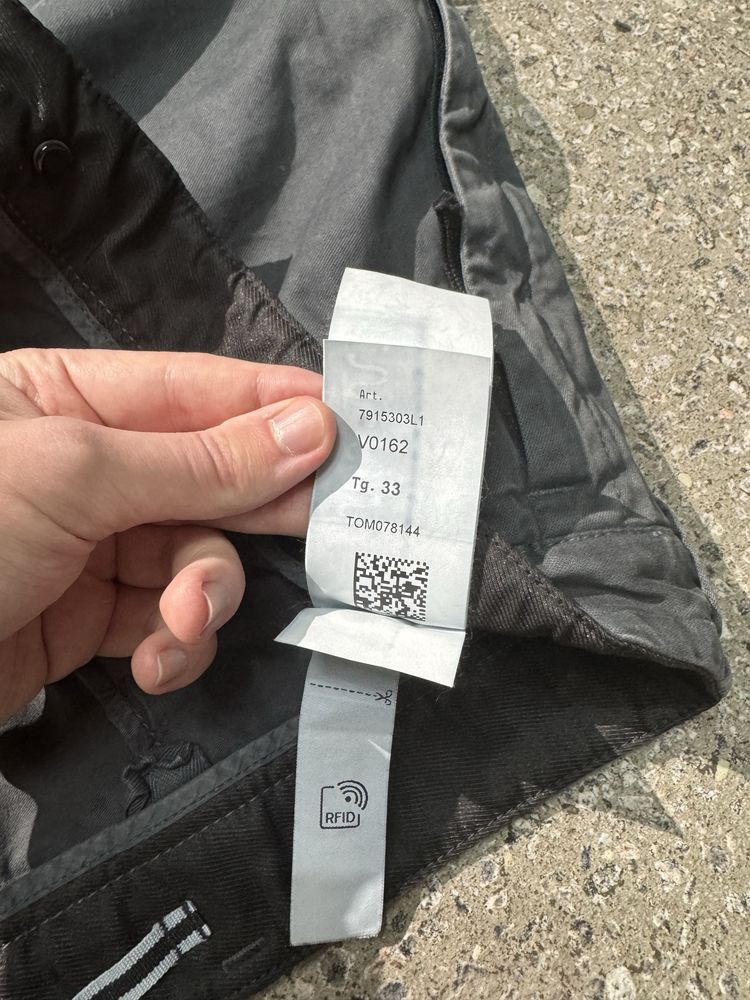 Art.
7915303L1
V0162
Tg. 33
TOM078144
RFID